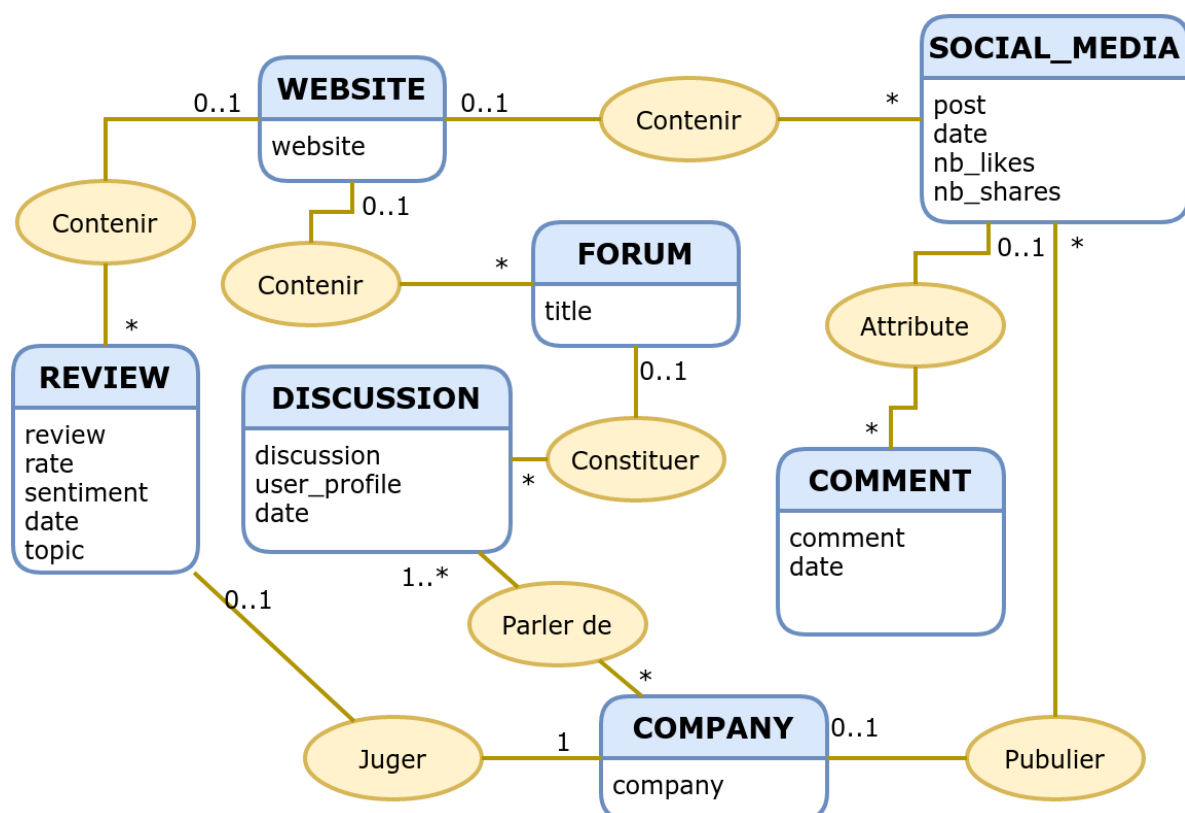 SOCIAL_MEDIA
post
date
nb_likes
nb_shares
WEBSITE
website
0..1
0..1
Contenir
*
Contenir
0..1
0..1
*
Contenir
*
FORUM
title
Attribute
*
REVIEW
review
rate
sentiment
date
topic
DISCUSSION
discussion
user_profile
date
0..1
*
Constituer
*
COMMENT
comment
date
1..*
0..1
Parler de
*
COMPANY
company
0..1
Juger
1
Pubulier